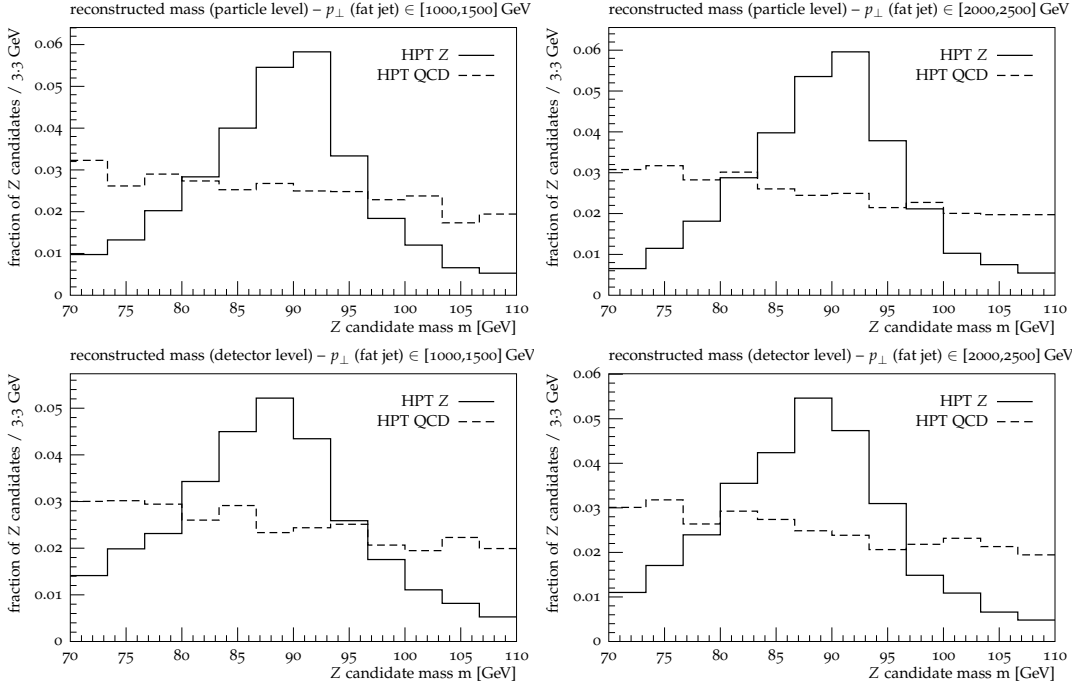 reconstructed mass (particle level) – p⊥ (fat jet) ∈ [1000,1500] GeV
fraction of Z candidates / 3.3 GeV
0.06
0.05
0.04
0.03
0.02
0.01
0
HPT Z
HPT QCD
70 75 80 85 90 95 100 105 110
Z candidate mass m [GeV]
reconstructed mass (particle level) – p⊥ (fat jet) ∈ [2000,2500] GeV
fraction of Z candidates / 3.3 GeV
0.06
0.05
0.04
0.03
0.02
0.01
0
HPT Z
HPT QCD
70 75 80 85 90 95 100 105 110
Z candidate mass m [GeV]
reconstructed mass (detector level) – p⊥ (fat jet) ∈ [1000,1500] GeV
fraction of Z candidates / 3.3 GeV
0.05
0.04
0.03
0.02
0.01
0
HPT Z
HPT QCD
70 75 80 85 90 95 100 105 110
Z candidate mass m [GeV]
reconstructed mass (detector level) – p⊥ (fat jet) ∈ [2000,2500] GeV
fraction of Z candidates / 3.3 GeV
0.06
0.05
0.04
0.03
0.02
0.01
0
HPT Z
HPT QCD
70 75 80 85 90 95 100 105 110
Z candidate mass m [GeV]